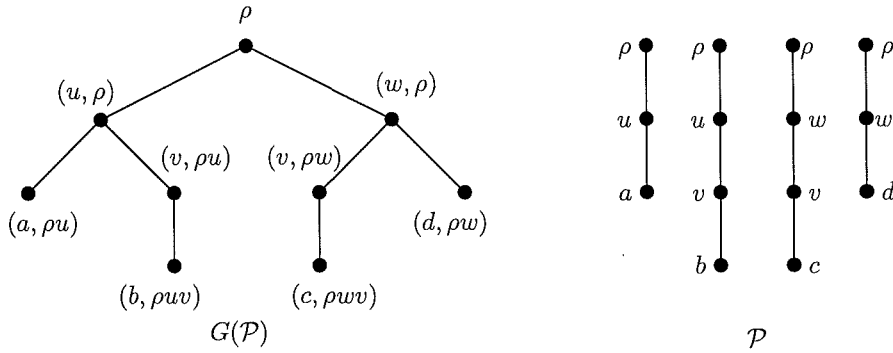 ρ
ρ ρ ρ ρ
(u, ρ) (w, ρ)
u u w w
(v, ρu) (v, ρw)
a v v d
(a, ρu) (d, ρw)
b c
(b, ρuv) (c, ρwv)
G(𝒫) 𝒫